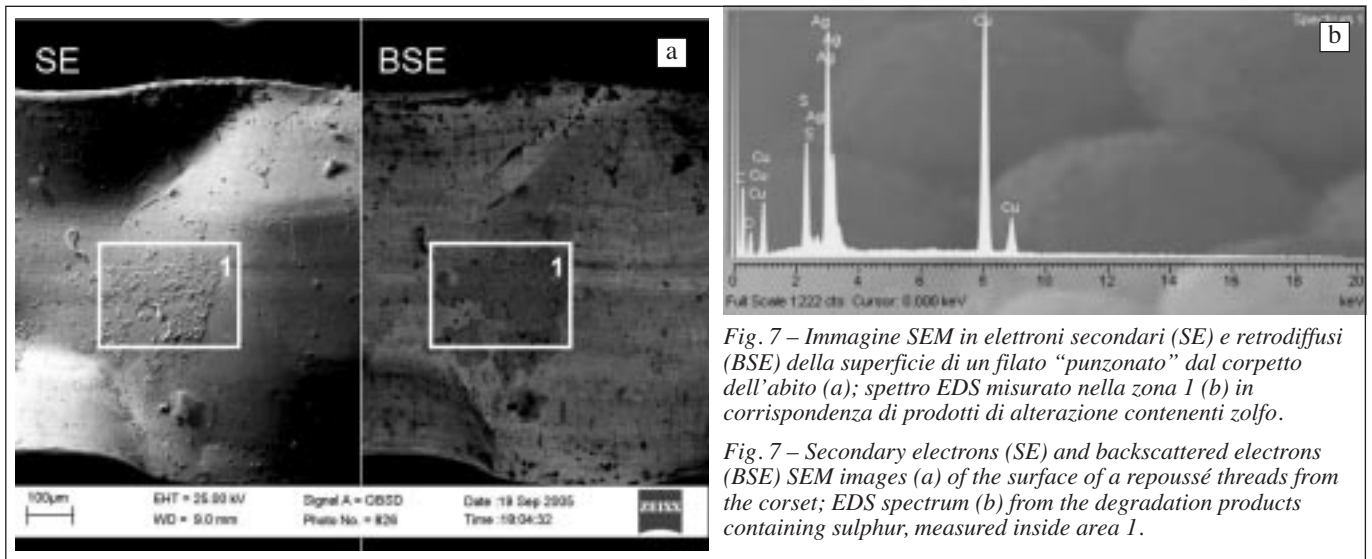 SE
BSE
a
1
1
100µm
EHT = 25.00 kV
WD = 9.0 mm
Signal A = QBSD
Photo No. = 826
Date :19 Sep 2005
Time :18:04:32
ZEISS
b
Ag
Cu
Ag
Ag
S
Ag
S
C
Cu
Cu
Cu
O
Cu
0 2 4 6 8 10 12 14 16 18 20
Full Scale 1222 cts Cursor: 0.000 keV
keV
Fig. 7 – Immagine SEM in elettroni secondari (SE) e retrodiffusi
(BSE) della superficie di un filato “punzonato” dal corpetto
dell’abito (a); spettro EDS misurato nella zona 1 (b) in
corrispondenza di prodotti di alterazione contenenti zolfo.
Fig. 7 – Secondary electrons (SE) and backscattered electrons
(BSE) SEM images (a) of the surface of a repoussé threads from
the corset; EDS spectrum (b) from the degradation products
containing sulphur, measured inside area 1.